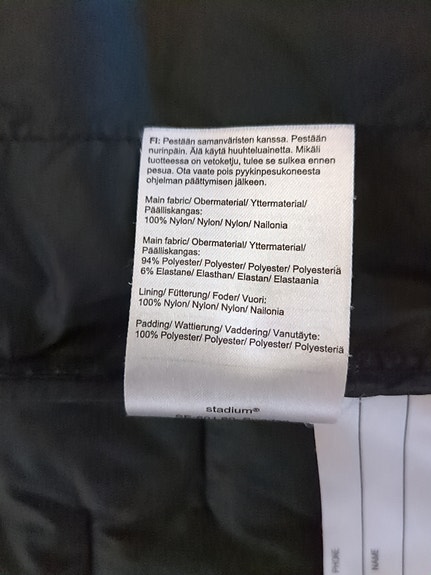 FI: Pestään samanväristen kanssa. Pestään
nurinpäin. Älä käytä huuhteluainetta. Mikäli
tuotteessa on vetoketju, tulee se sulkea ennen
pesua. Ota vaate pois pyykinpesukoneesta
ohjelman päättymisen jälkeen.
Main fabric/ Obermaterial/ Yttermaterial/
Päälliskangas:
100% Nylon/ Nylon/ Nylon/ Nailonia
Main fabric/ Obermaterial/ Yttermaterial/
Päälliskangas:
94% Polyester/ Polyester/ Polyester/ Polyesteriä
6% Elastane/ Elasthan/ Elastan/ Elastaania
Lining/ Fütterung/ Foder/ Vuori:
100% Nylon/ Nylon/ Nylon/ Nailonia
Padding/ Wattierung/ Vaddering/ Vanutäyte:
100% Polyester/ Polyester/ Polyester/ Polyesteriä
stadium®
PHONE
NAME